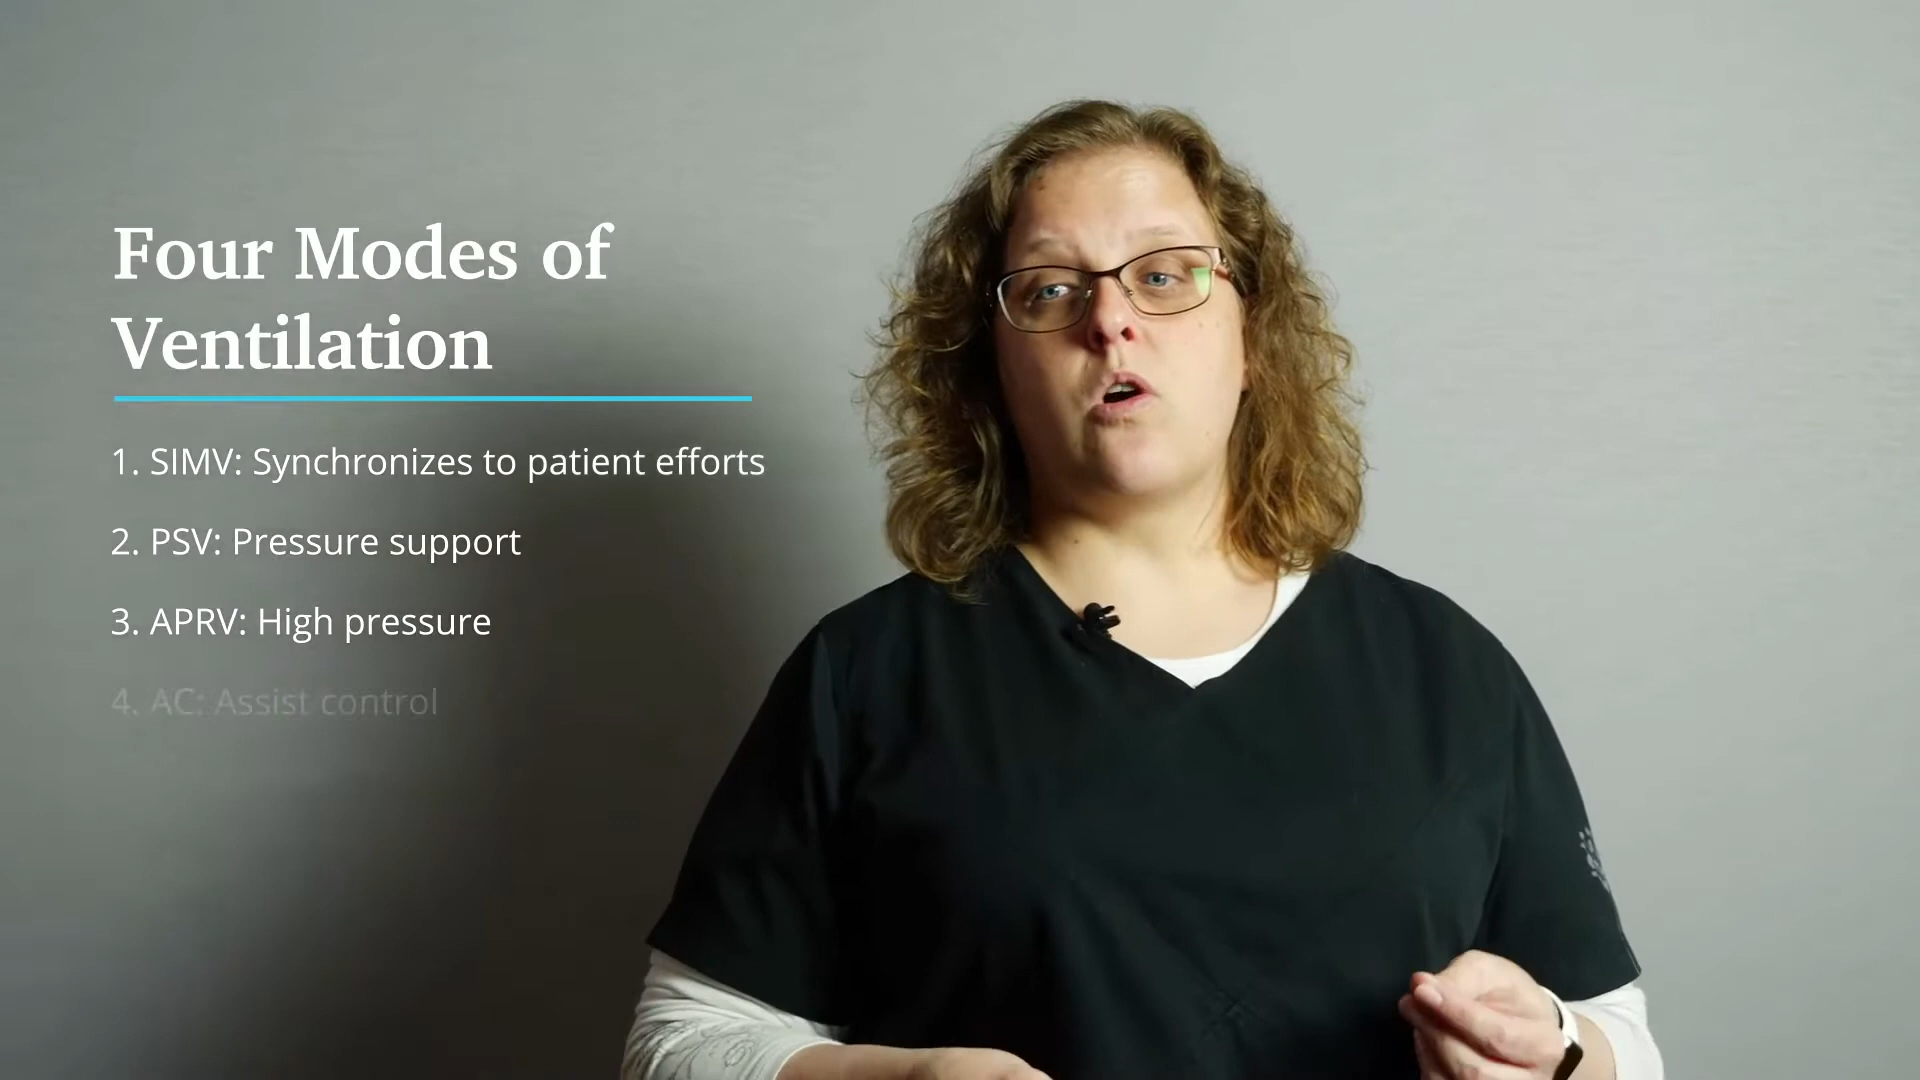 Four Modes of
Ventilation
1. SIMV: Synchronizes to patient efforts
2. PSV: Pressure support
3. APRV: High pressure
4. AC: Assist control